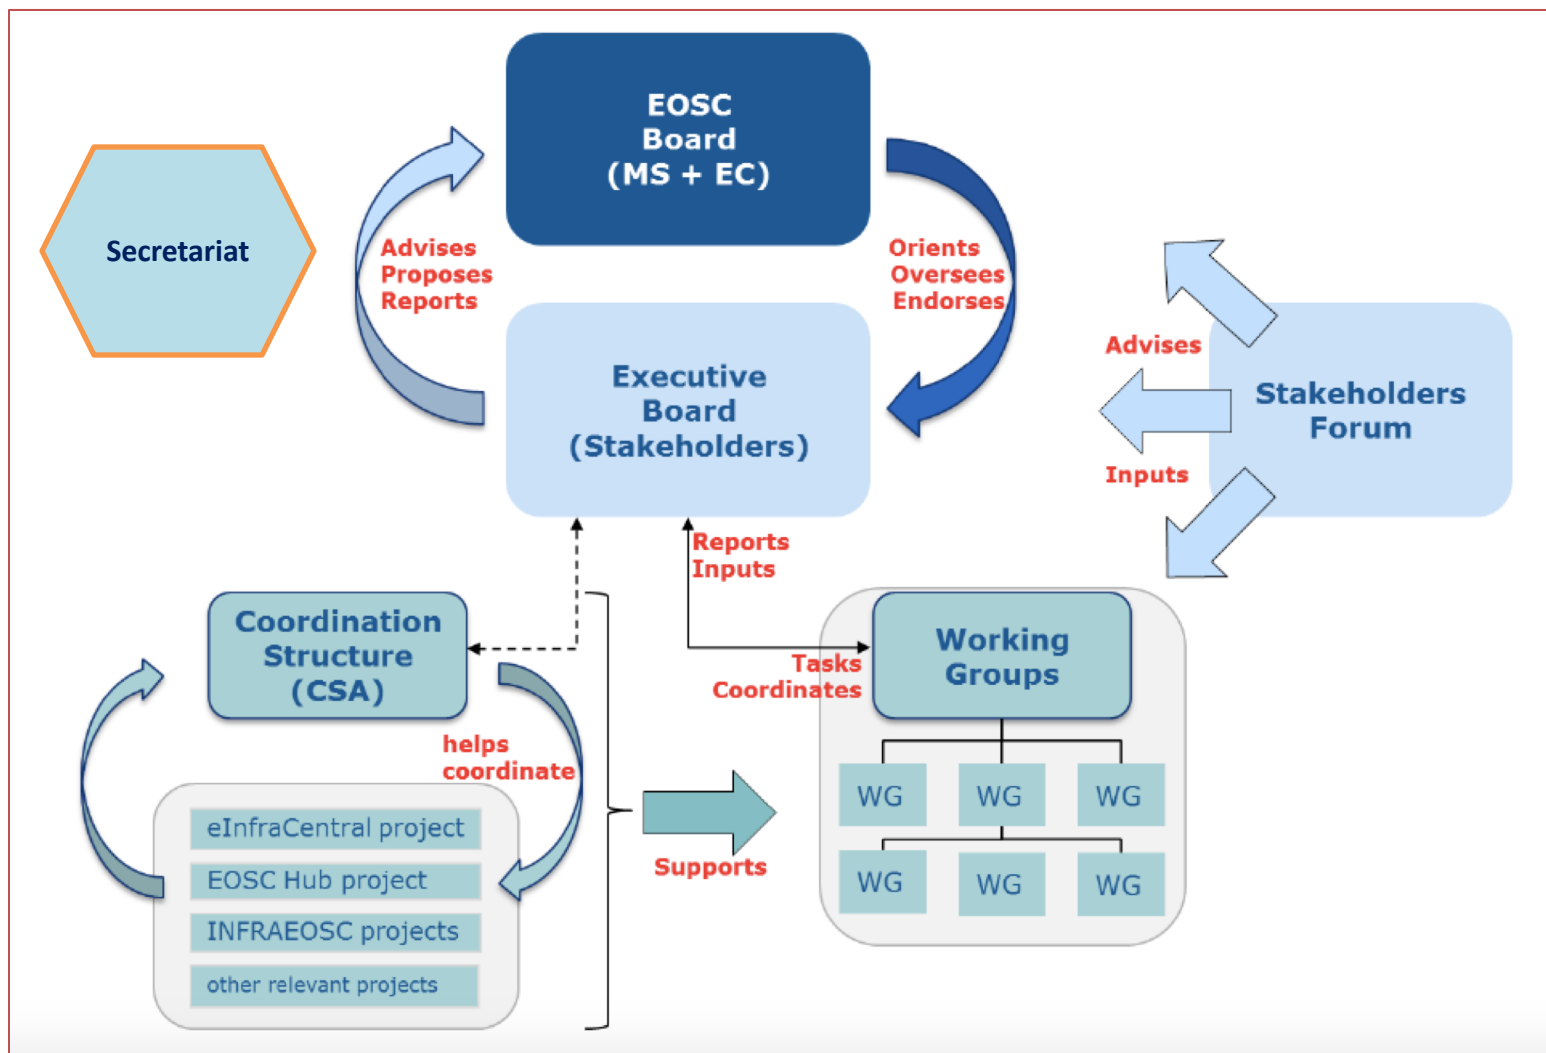 EOSC
Board
(MS + EC)
Secretariat
Advises
Proposes
Reports
Orients
Oversees
Endorses
Executive
Board
(Stakeholders)
Advises
Stakeholders
Forum
Inputs
Reports
Inputs
Coordination
Structure
(CSA)
Working
Groups
Tasks
Coordinates
helps
coordinate
eInfraCentral project
EOSC Hub project
INFRAEOSC projects
other relevant projects
Supports
WG WG WG
WG WG WG